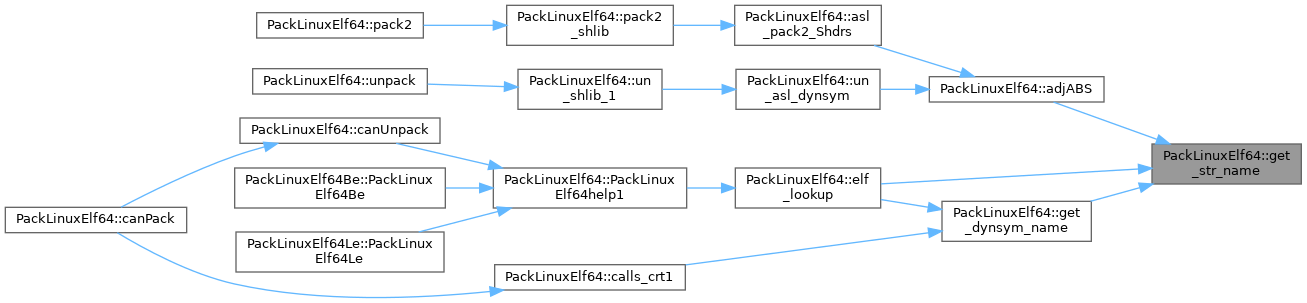 PackLinuxElf64::pack2
PackLinuxElf64::pack2
_shlib
PackLinuxElf64::asl
_pack2_Shdrs
PackLinuxElf64::unpack
PackLinuxElf64::un
_shlib_1
PackLinuxElf64::un
_asl_dynsym
PackLinuxElf64::adjABS
PackLinuxElf64::canUnpack
PackLinuxElf64::get
_str_name
PackLinuxElf64Be::PackLinux
Elf64Be
PackLinuxElf64::PackLinux
Elf64help1
PackLinuxElf64::elf
_lookup
PackLinuxElf64::canPack
PackLinuxElf64::get
_dynsym_name
PackLinuxElf64Le::PackLinux
Elf64Le
PackLinuxElf64::calls_crt1